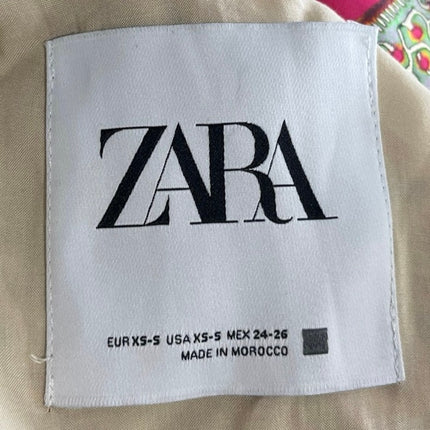 ZARA
EUR XS-S USA XS-S MEX 24-26
MADE IN MOROCCO